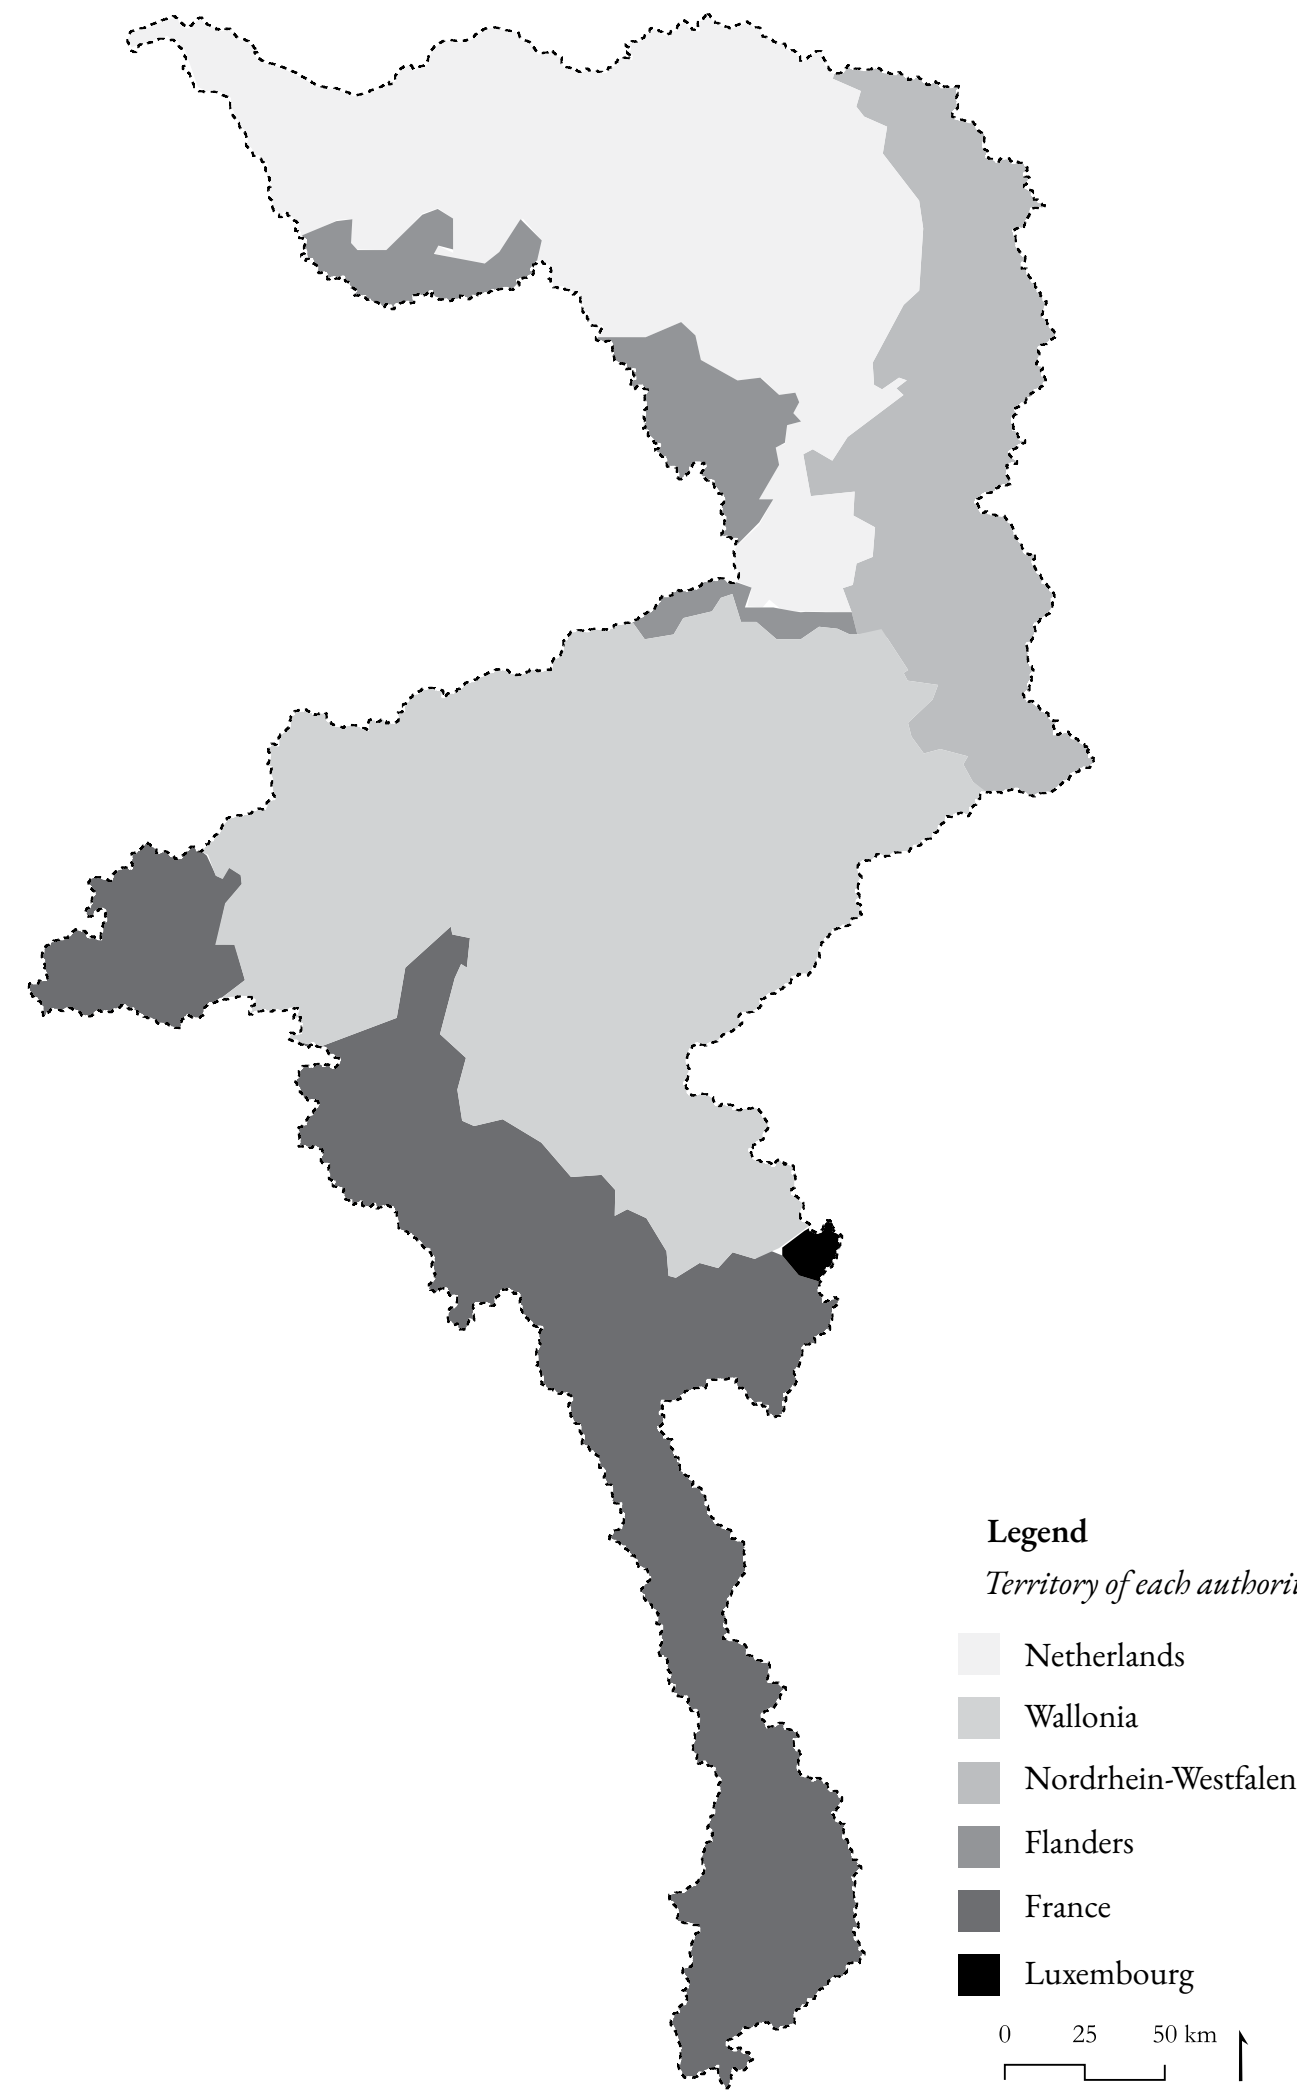 Legend
Territory of each authorit
Netherlands
Wallonia
Nordrhein-Westfalen
Flanders
France
Luxembourg
0 25 50 km